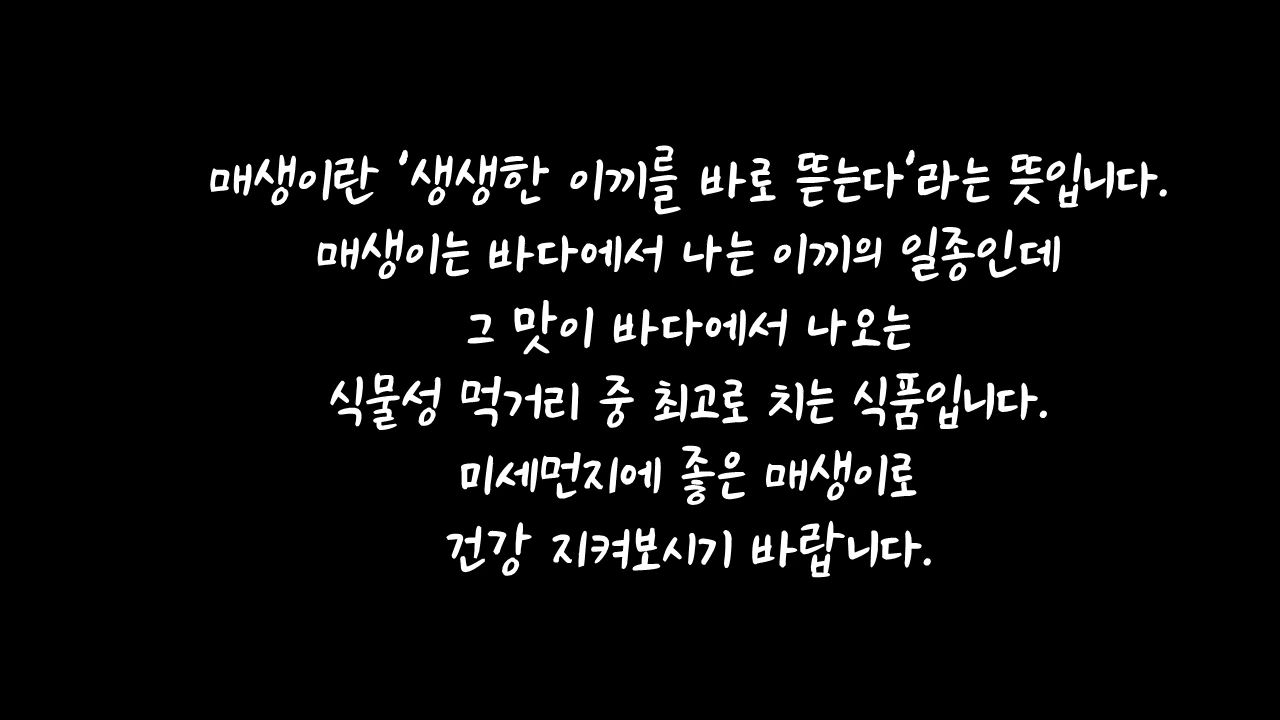 매생이란 '생생한 이끼를 바로 뜯는다'라는 뜻입니다.
매생이는 바다에서 나는 이끼의 일종인데
그 맛이 바다에서 나오는
식물성 먹거리 중 최고로 치는 식품입니다.
미세먼지에 좋은 매생이로
건강 지켜보시기 바랍니다.